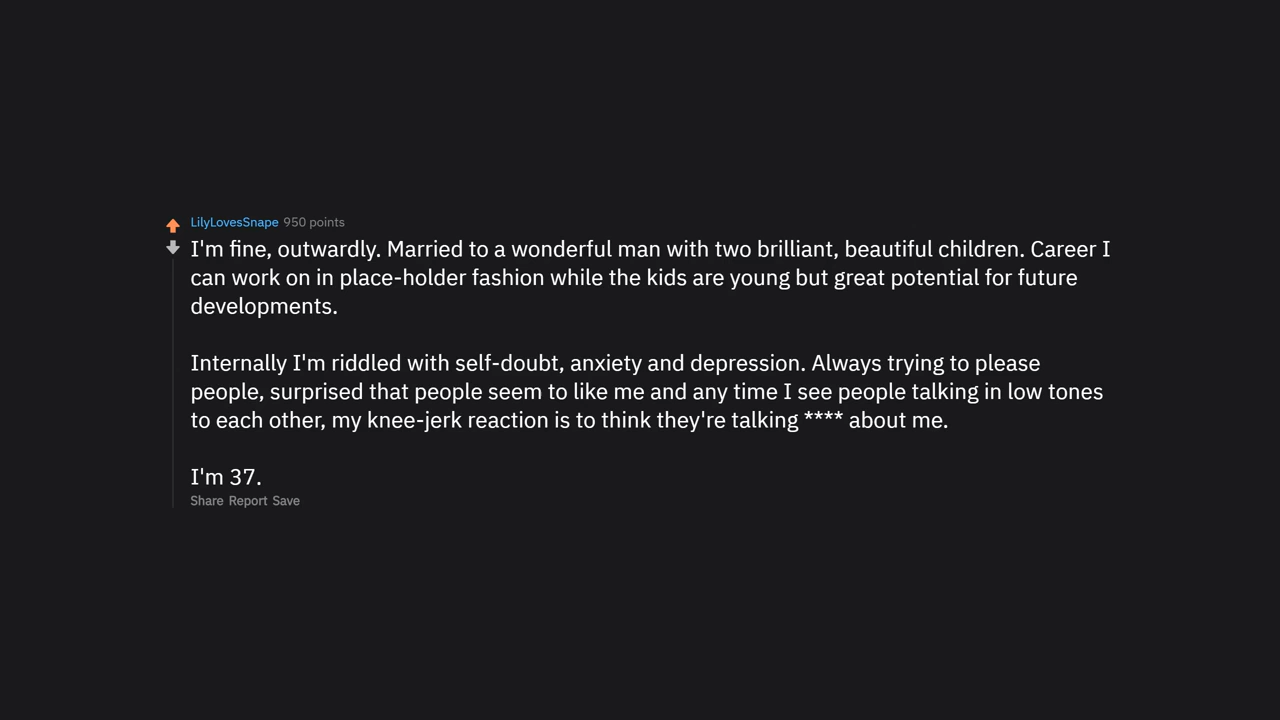 LilyLovesSnape 950 points
I'm fine, outwardly. Married to a wonderful man with two brilliant, beautiful children. Career I
can work on in place-holder fashion while the kids are young but great potential for future
developments.
Internally I'm riddled with self-doubt, anxiety and depression. Always trying to please
people, surprised that people seem to like me and any time I see people talking in low tones
to each other, my knee-jerk reaction is to think they're talking **** about me.
I'm 37.
Share Report Save